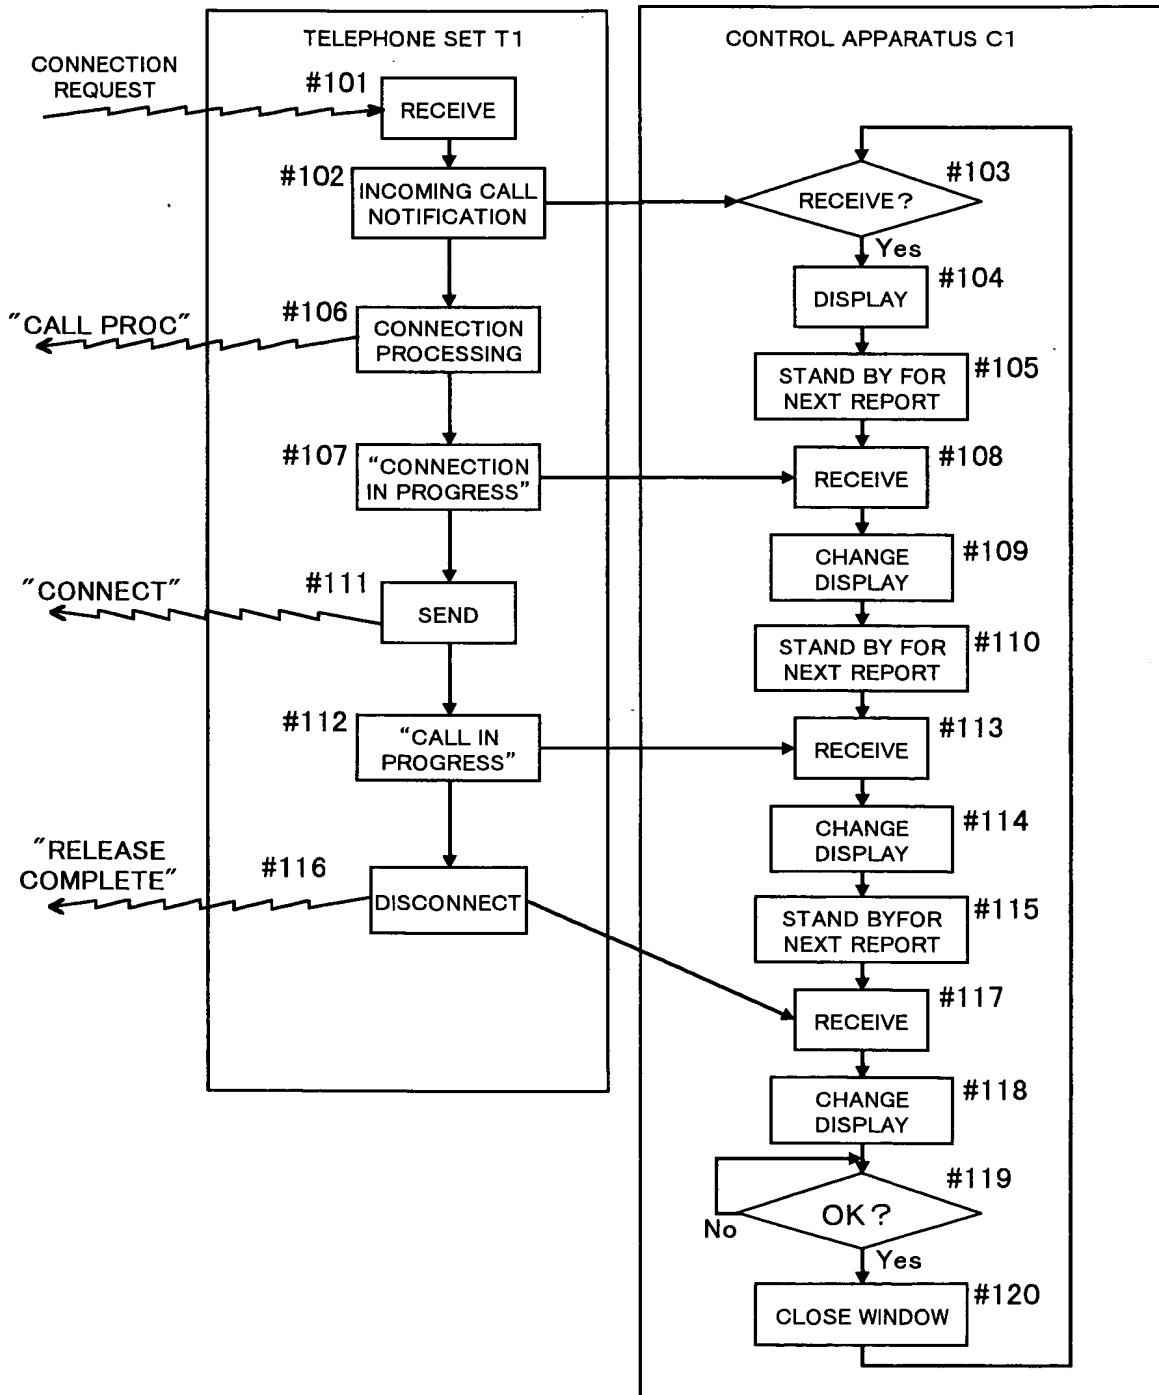 TELEPHONE SET T1
CONTROL APPARATUS C1
CONNECTION
REQUEST
#101
RECEIVE
#102
INCOMING CALL
NOTIFICATION
#103
RECEIVE?
Yes
#104
DISPLAY
#105
STAND BY FOR
NEXT REPORT
"CALL PROC"
#106
CONNECTION
PROCESSING
#107
"CONNECTION
IN PROGRESS"
#108
RECEIVE
#109
CHANGE
DISPLAY
#110
STAND BY FOR
NEXT REPORT
"CONNECT"
#111
SEND
#112
"CALL IN
PROGRESS"
#113
RECEIVE
#114
CHANGE
DISPLAY
#115
STAND BYFOR
NEXT REPORT
"RELEASE
COMPLETE"
#116
DISCONNECT
#117
RECEIVE
#118
CHANGE
DISPLAY
#119
OK?
No
Yes
#120
CLOSE WINDOW